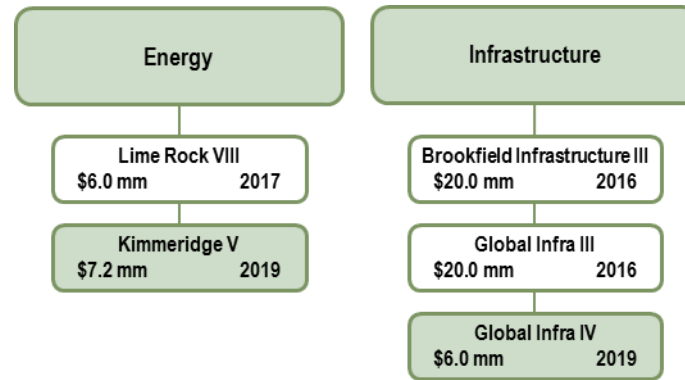 Energy
Lime Rock VIII
$6.0 mm 2017
Kimmeridge V
$7.2 mm 2019
Infrastructure
Brookfield Infrastructure III
$20.0 mm 2016
Global Infra III
$20.0 mm 2016
Global Infra IV
$6.0 mm 2019